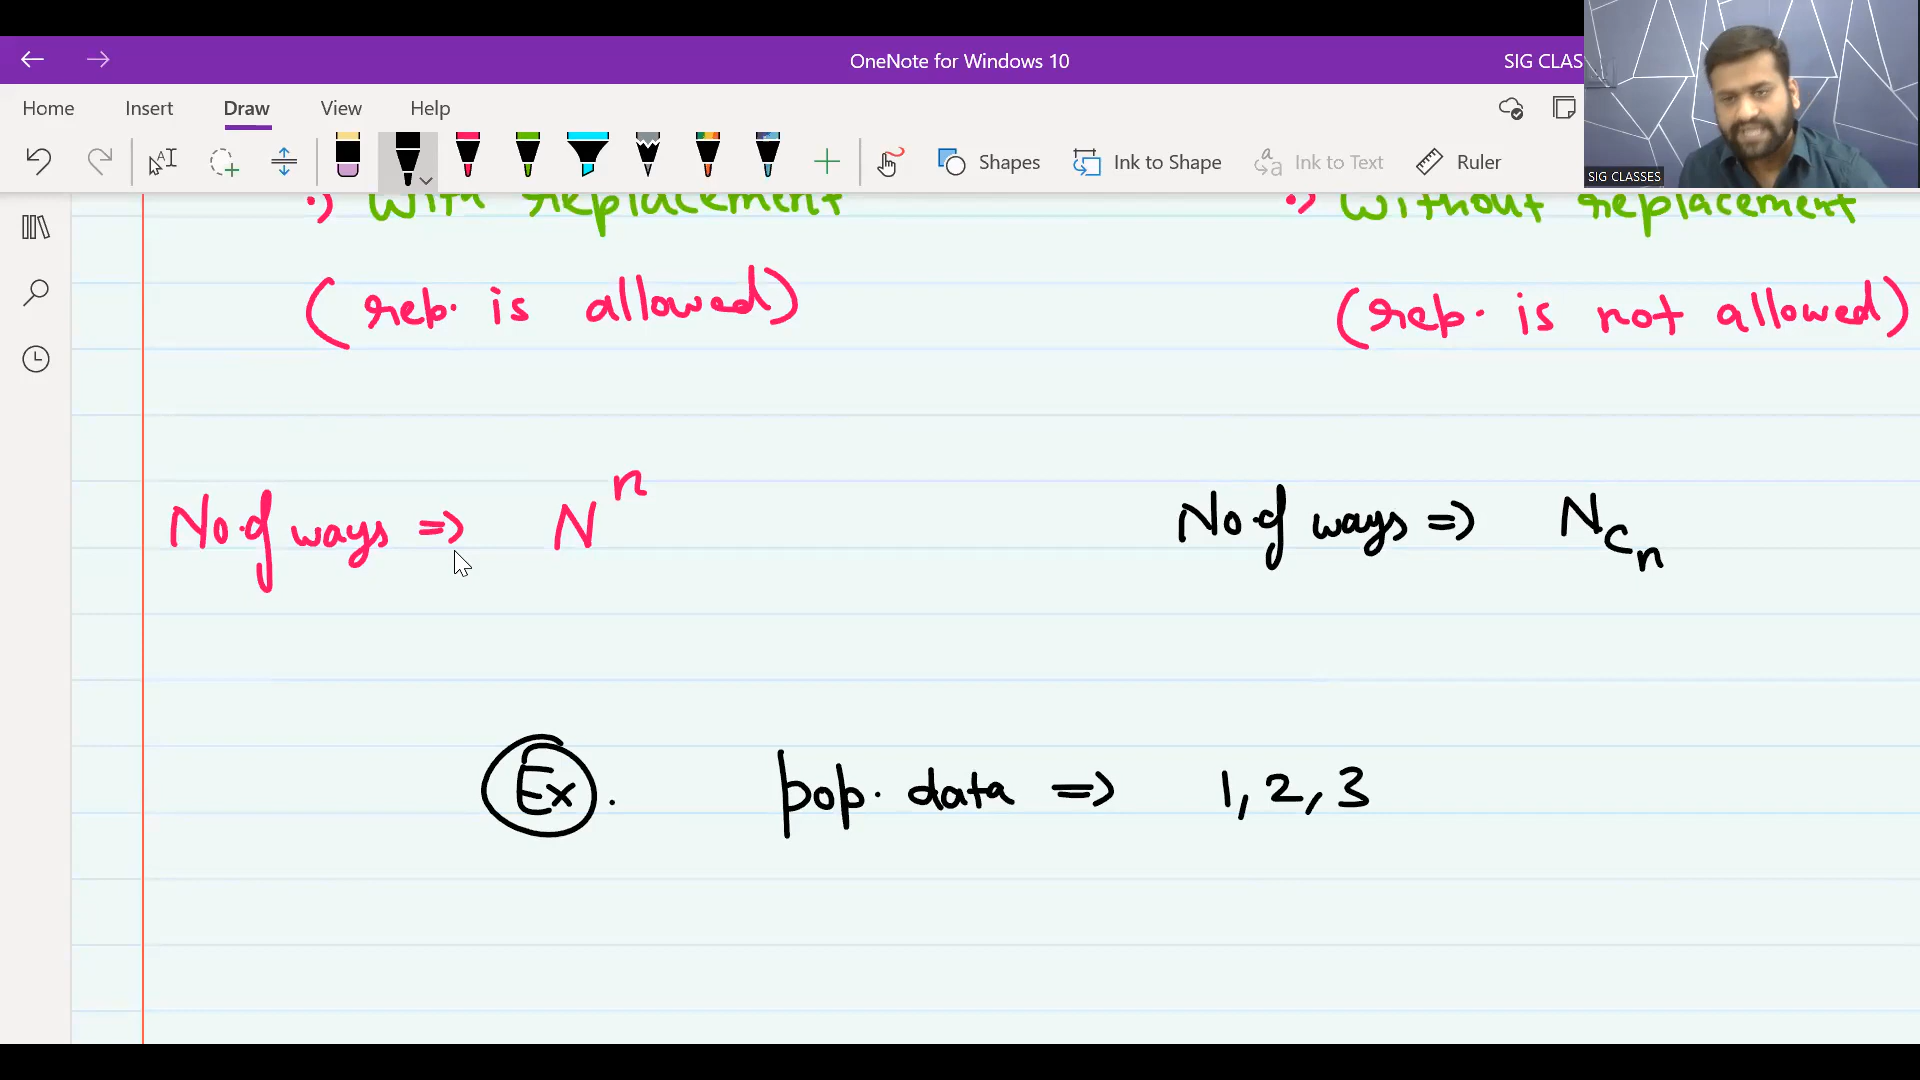 OneNote for Windows 10
SIG CLAS
Home Insert Draw View Help
Shapes Ink to Shape Ink to Text Ruler
SIG CLASSES
•) With replacement
•) Without replacement
(rep. is allowed)
(rep. is not allowed)
No. of ways => Nⁿ
No. of ways => N
C
n
Ex. pop. data => 1, 2, 3